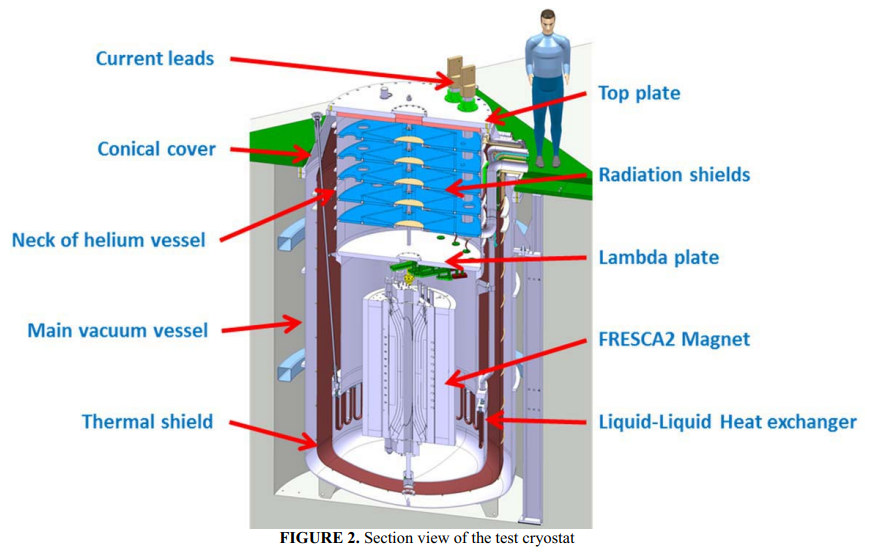 Current leads
Conical cover
Neck of helium vessel
Main vacuum vessel
Thermal shield
Top plate
Radiation shields
Lambda plate
FRESCA2 Magnet
Liquid-Liquid Heat exchanger
FIGURE 2. Section view of the test cryostat